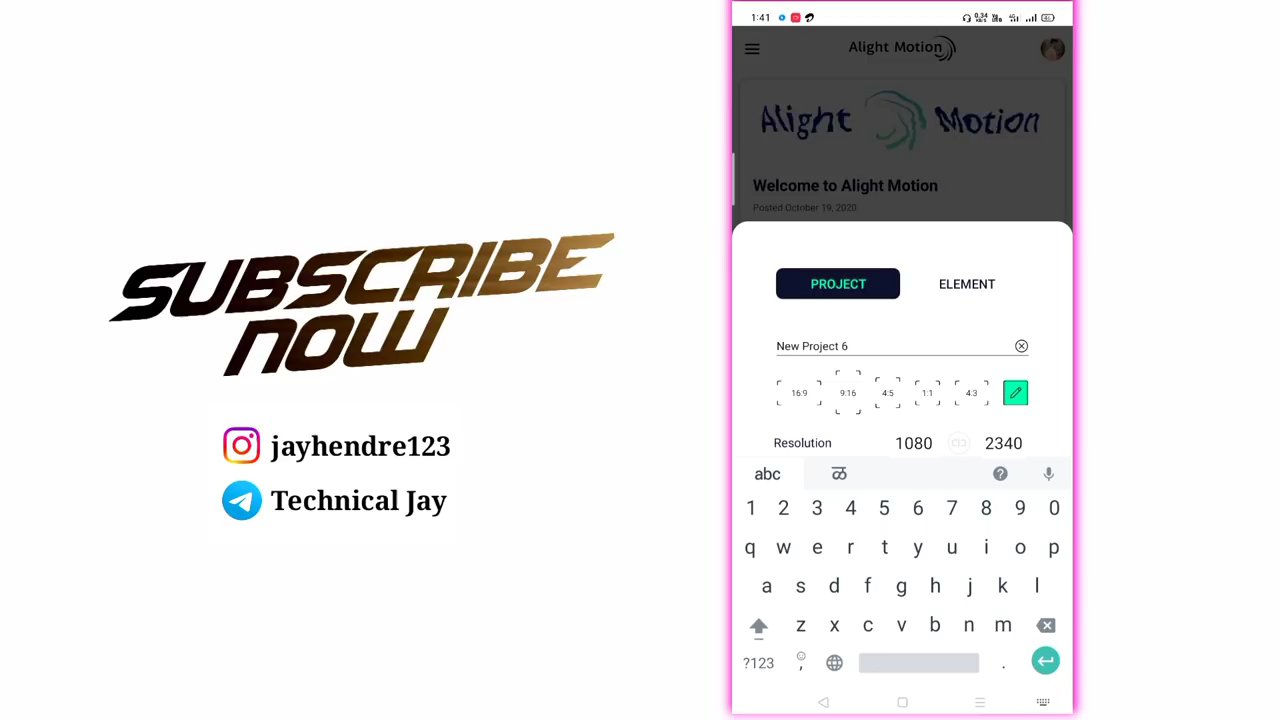 SUBSCRIBE
NOW
jayhendre123
Technical Jay
1:41
Alight Motion
Alight Motion
Welcome to Alight Motion
Posted October 19, 2020
PROJECT ELEMENT
New Project 6
16:9 9:16 4:5 1:1 4:3
Resolution 1080 2340
abc ळ
1 2 3 4 5 6 7 8 9 0
q w e r t y u i o p
a s d f g h j k l
z x c v b n m
?123 , .